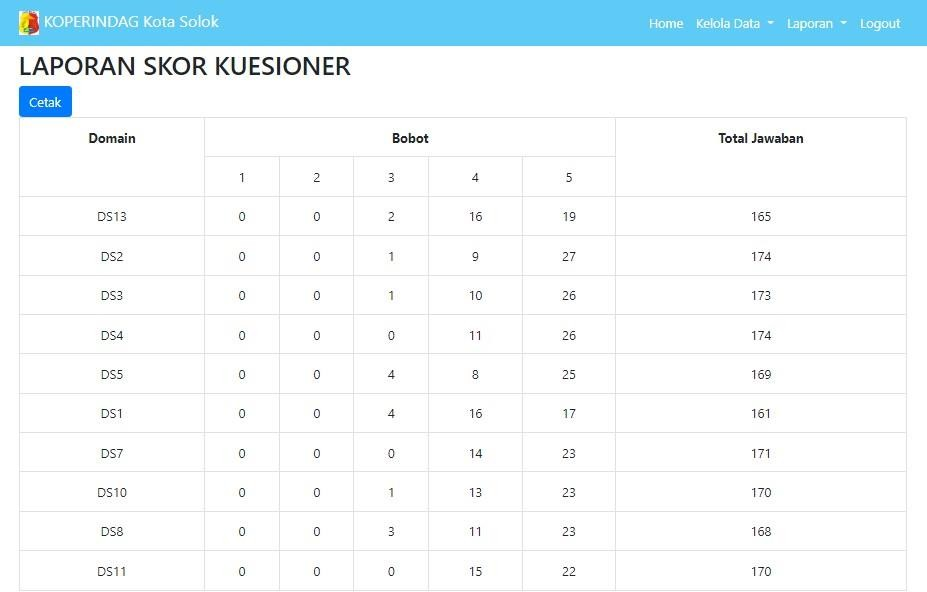 KOPERINDAG Kota Solok Home Kelola Data Laporan Logout
LAPORAN SKOR KUESIONER
Cetak
Domain Bobot Total Jawaban
1 2 3 4 5
DS13 0 0 2 16 19 165
DS2 0 0 1 9 27 174
DS3 0 0 1 10 26 173
DS4 0 0 0 11 26 174
DS5 0 0 4 8 25 169
DS1 0 0 4 16 17 161
DS7 0 0 0 14 23 171
DS10 0 0 1 13 23 170
DS8 0 0 3 11 23 168
DS11 0 0 0 15 22 170